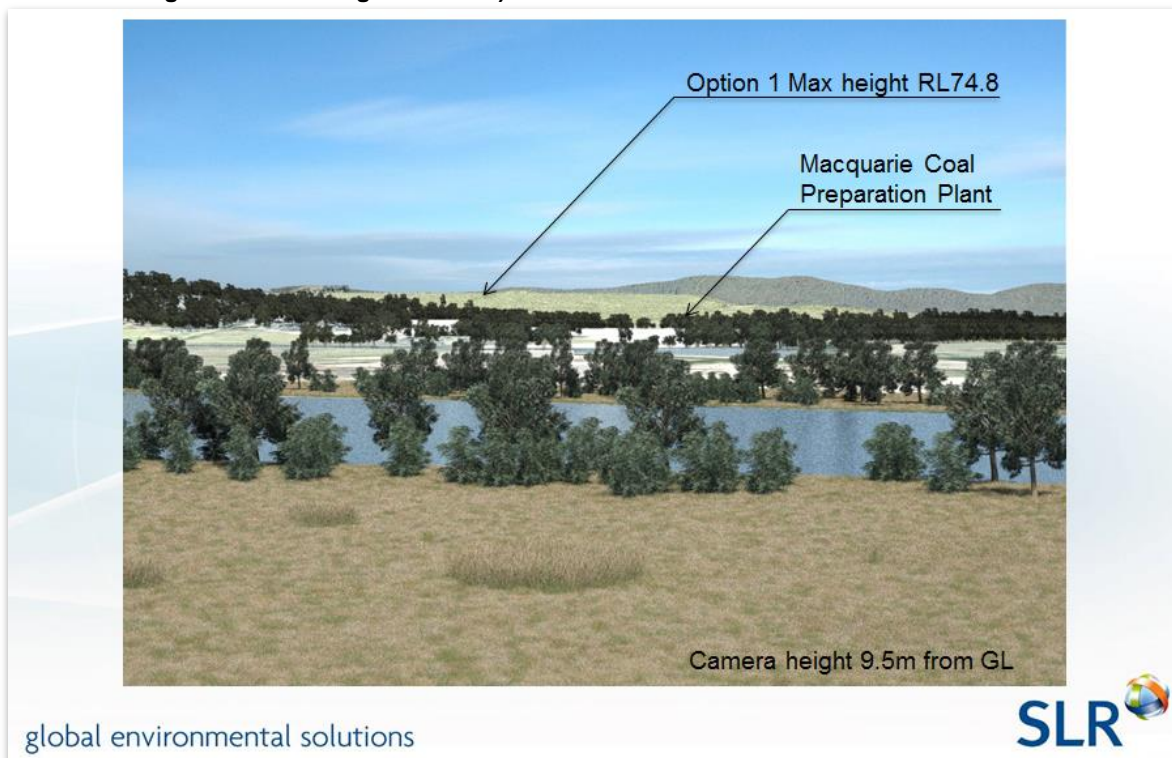 Option 1 Max height RL74.8
Macquarie Coal
Preparation Plant
Camera height 9.5m from GL
global environmental solutions
SLR